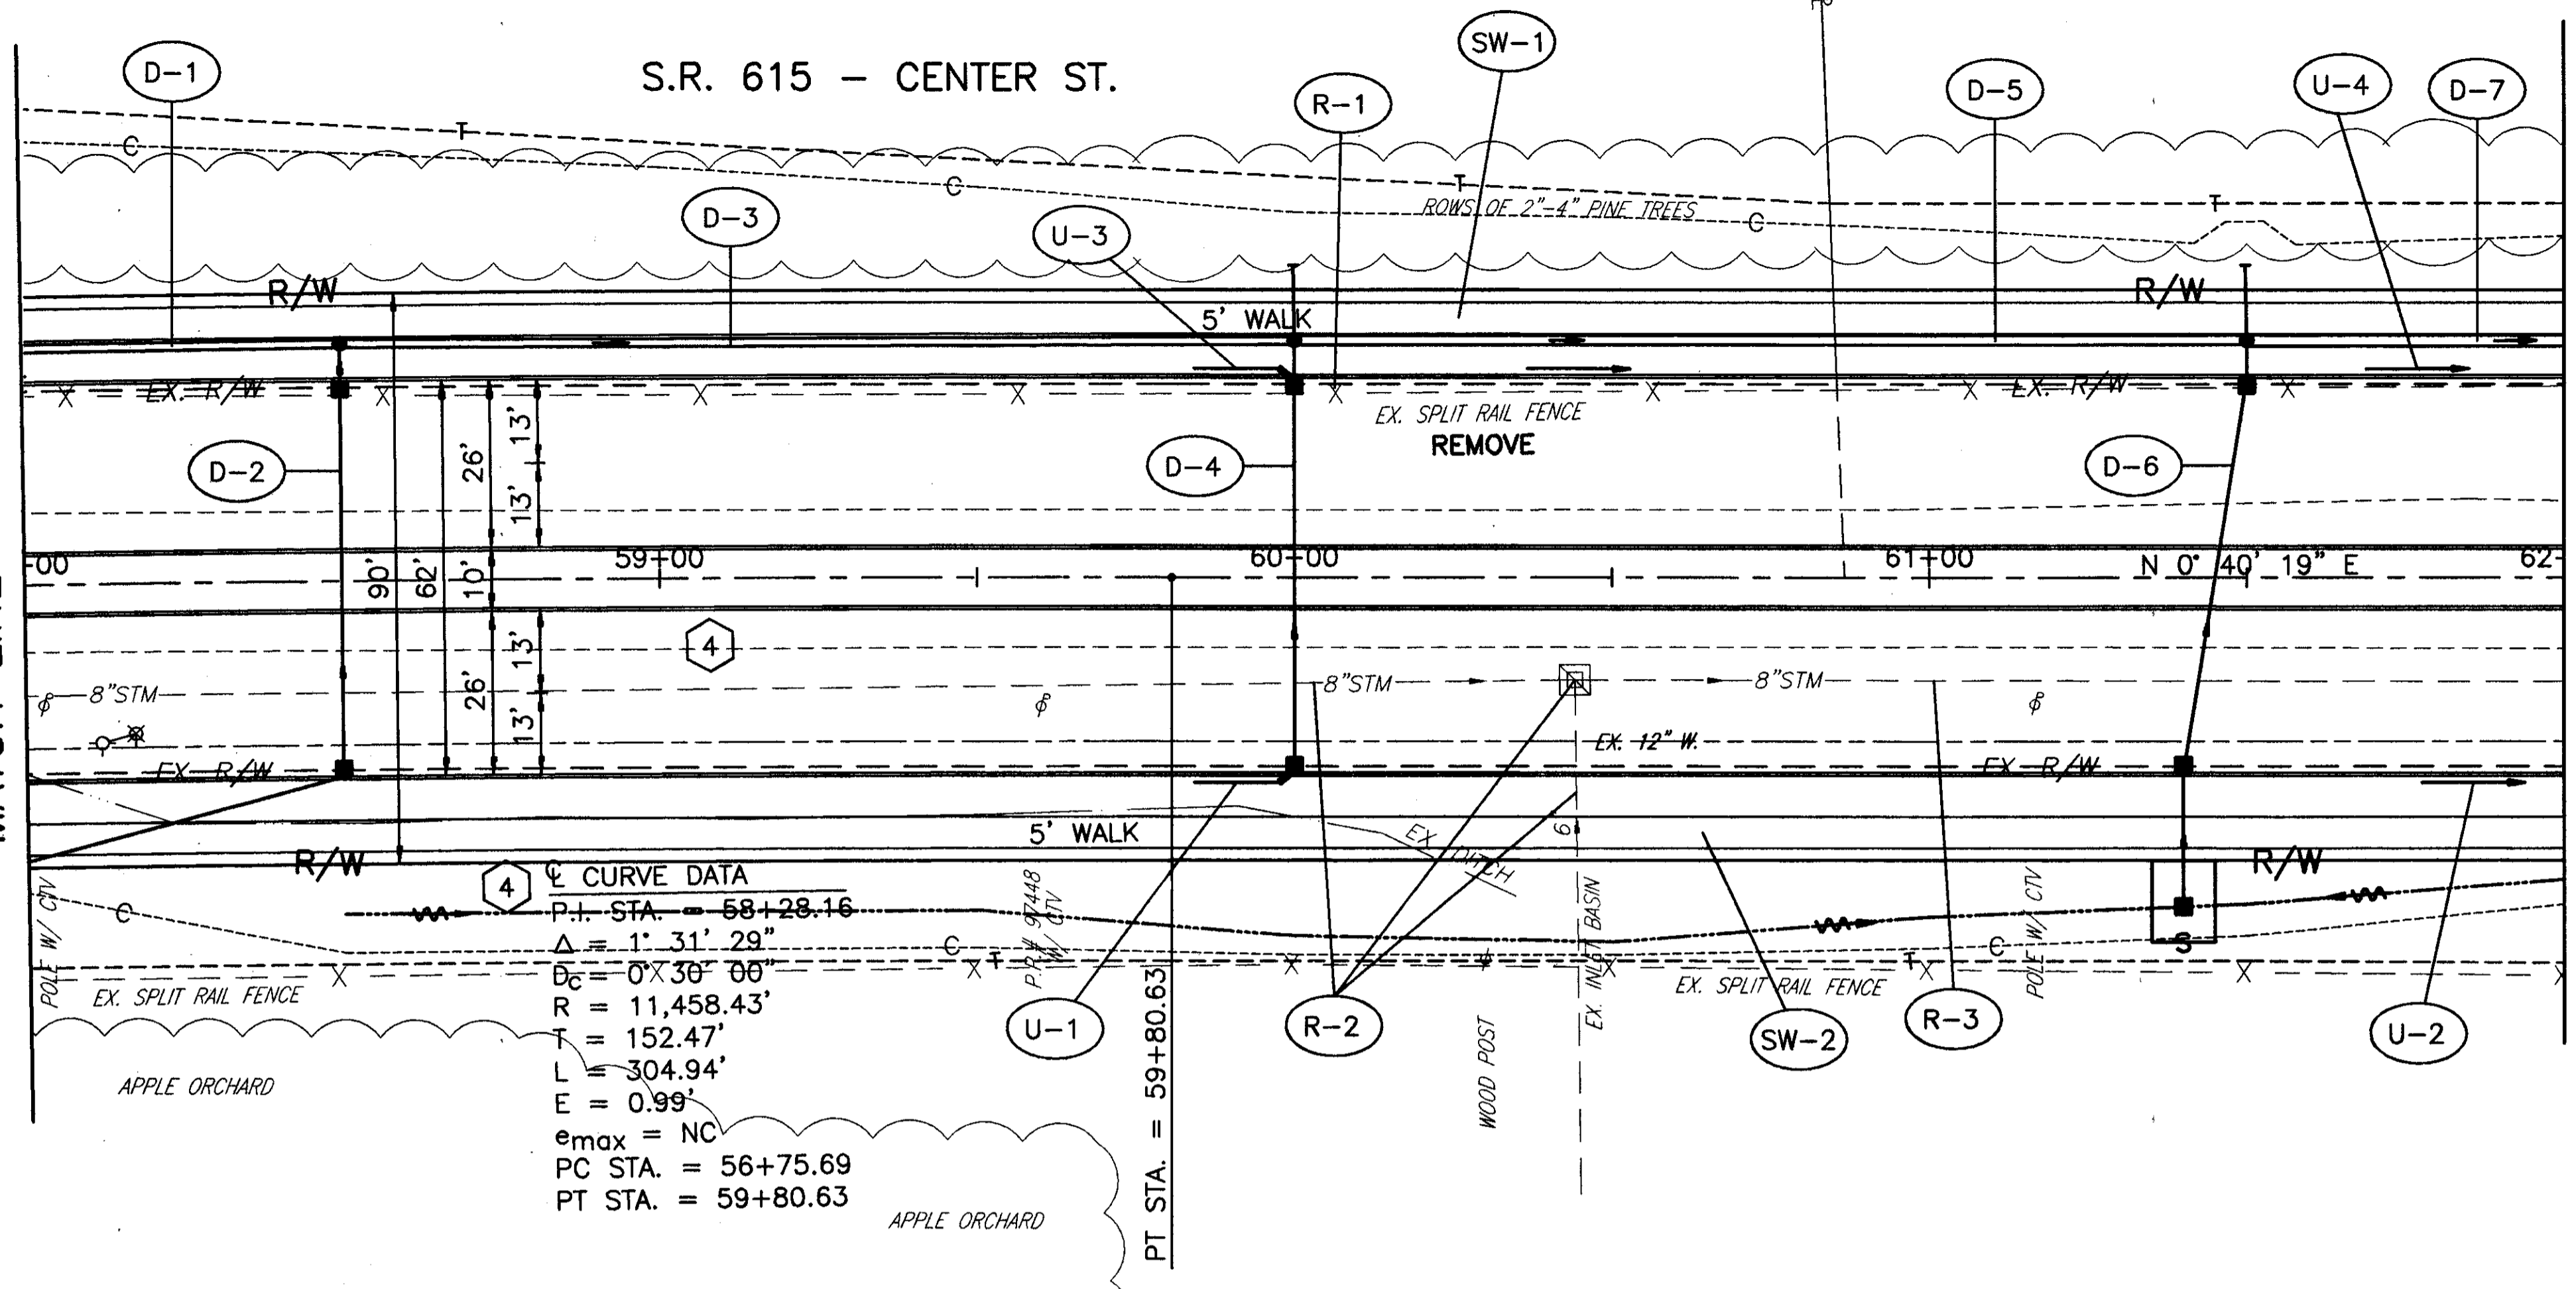 D-1
S.R. 615 - CENTER ST.
SW-1
R-1
D-5
U-4
D-7
T
C
T
C
D-3
U-3
ROWS OF 2"-4" PINE TREES
C
T
R/W
R/W
5' WALK
EX. R/W
EX. R/W
EX. SPLIT RAIL FENCE
REMOVE
D-2
D-4
D-6
13'
26'
13'
00
59+00
60+00
61+00
N 0° 40' 19" E
62-
90'
62'
10'
4
13'
26'
13'
8"STM
8"STM
8"STM
EX. 12" W.
EX R/W
EX R/W
5' WALK
6
EX DITCH
R/W
R/W
4
℄ CURVE DATA
P.I. STA. = 58+28.16
Δ = 1° 31' 29"
Dc = 0° 30' 00"
R = 11,458.43'
T = 152.47'
L = 304.94'
E = 0.99'
emax = NC
PC STA. = 56+75.69
PT STA. = 59+80.63
POLE W/ CTV
C
C
T
W/ CTV
PT STA. = 59+80.63
EX. INLET BASIN
WOOD POST
POLE W/ CTV
T
C
S
EX. SPLIT RAIL FENCE
EX. SPLIT RAIL FENCE
U-1
R-2
SW-2
R-3
U-2
APPLE ORCHARD
APPLE ORCHARD